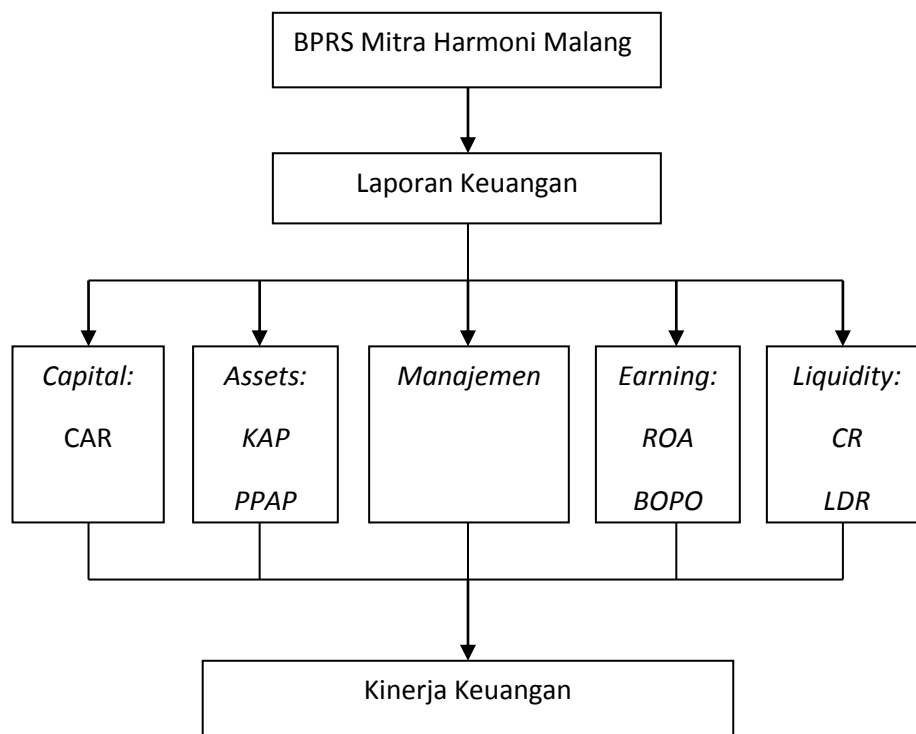 BPRS Mitra Harmoni Malang
Laporan Keuangan
Capital:
CAR
Assets:
KAP
PPAP
Manajemen
Earning:
ROA
BOPO
Liquidity:
CR
LDR
Kinerja Keuangan